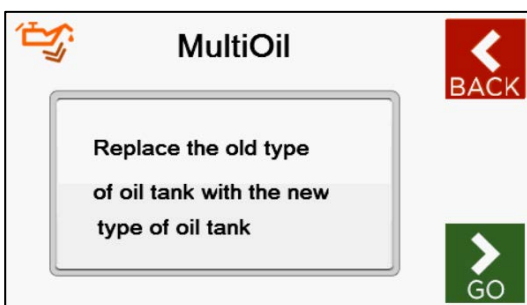 MultiOil
BACK
Replace the old type
of oil tank with the new
type of oil tank
GO